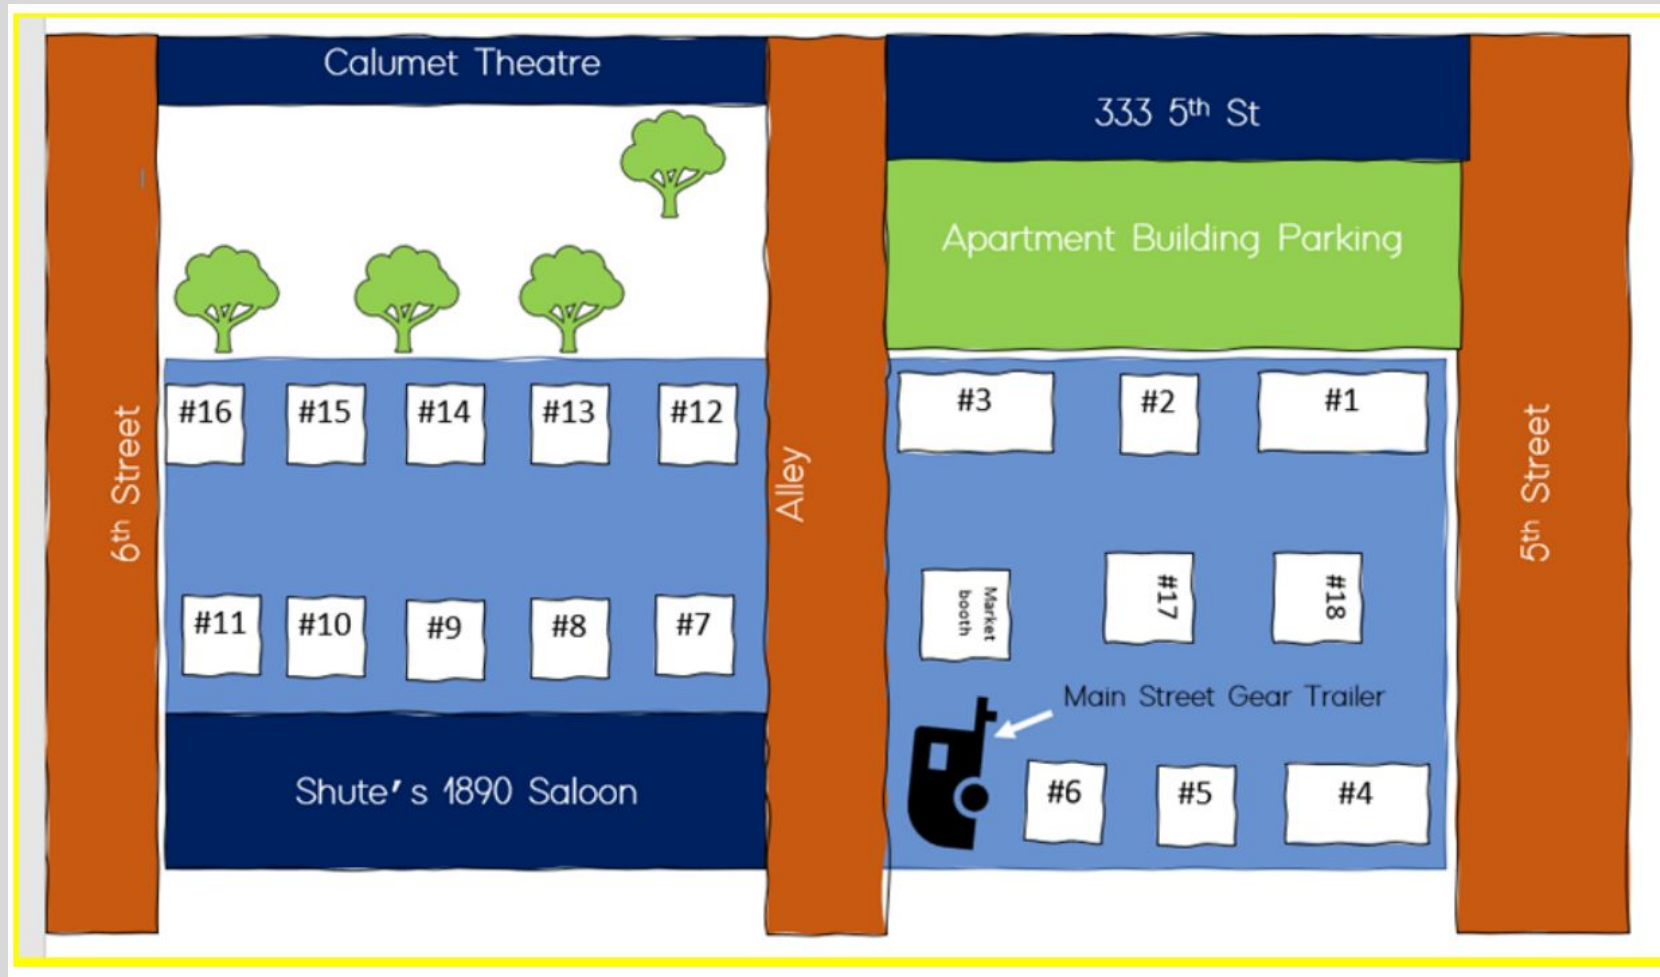 Calumet Theatre
333 5th St
Apartment Building Parking
6th Street
Alley
5th Street
#16 #15 #14 #13 #12
#3 #2 #1
#11 #10 #9 #8 #7
Market
booth
#17
#18
Main Street Gear Trailer
Shute's 1890 Saloon
#6 #5 #4